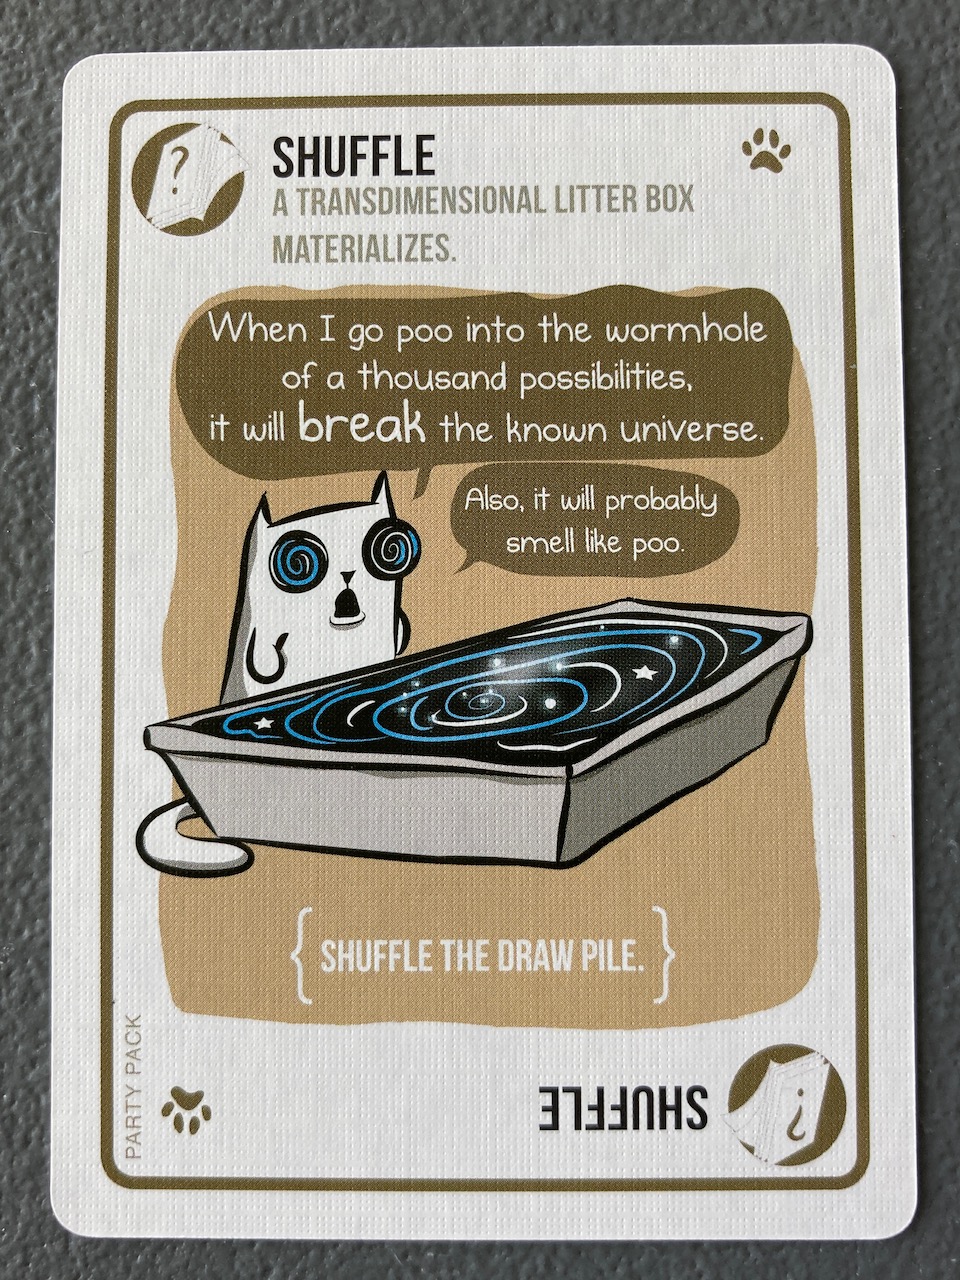 ?
SHUFFLE
A TRANSDIMENSIONAL LITTER BOX
MATERIALIZES.
When I go poo into the wormhole
of a thousand possibilities,
it will break the known universe.
Also, it will probably
smell like poo.
{ SHUFFLE THE DRAW PILE. }
PARTY PACK
SHUFFLE
?